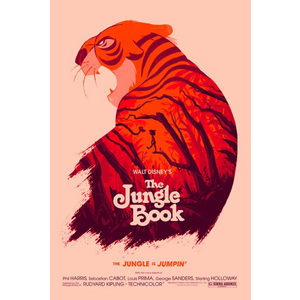 WALT DISNEY'S
The
Jungle
Book
THE JUNGLE IS JUMPIN'
Phil HARRIS, Sebastian CABOT, Louis PRIMA, George SANDERS, Sterling HOLLOWAY
RUDYARD KIPLING • TECHNICOLOR®